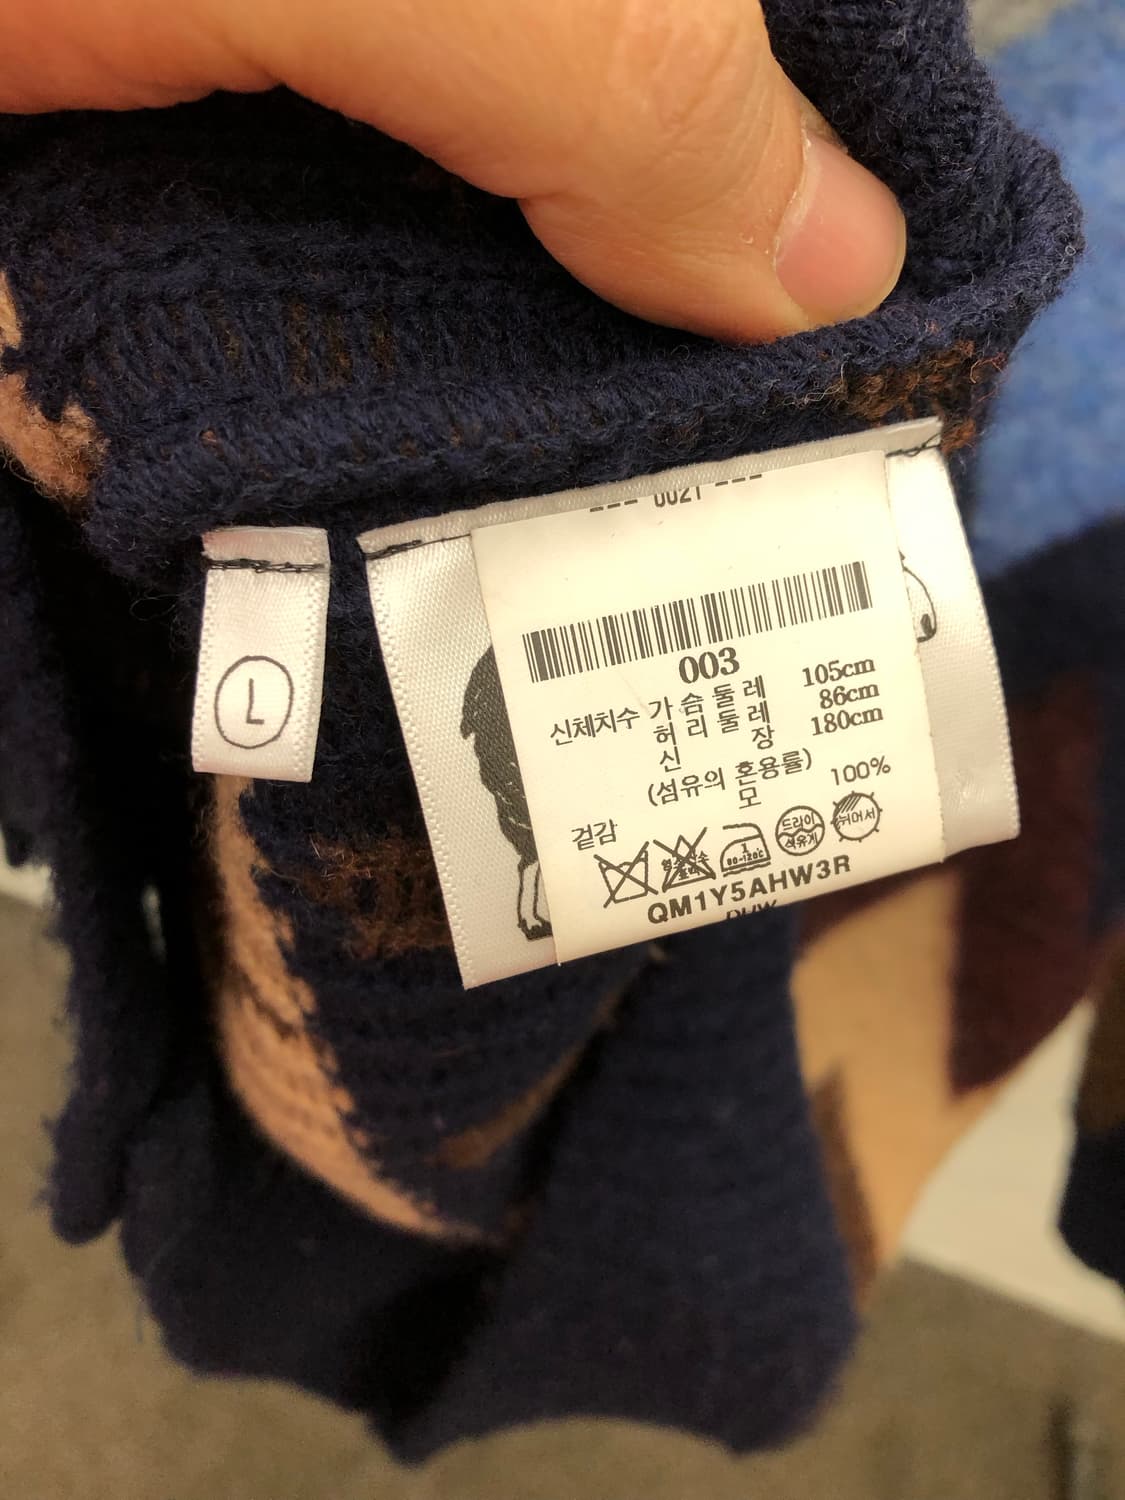 L
--- 0021 ---
003
신체치수 가슴둘레 105cm
허리둘레 86cm
신장 180cm
(섬유의 혼용률)
겉감 모 100%
80~120℃
드라이
석유계
뉘어서
QM1Y5AHW3R